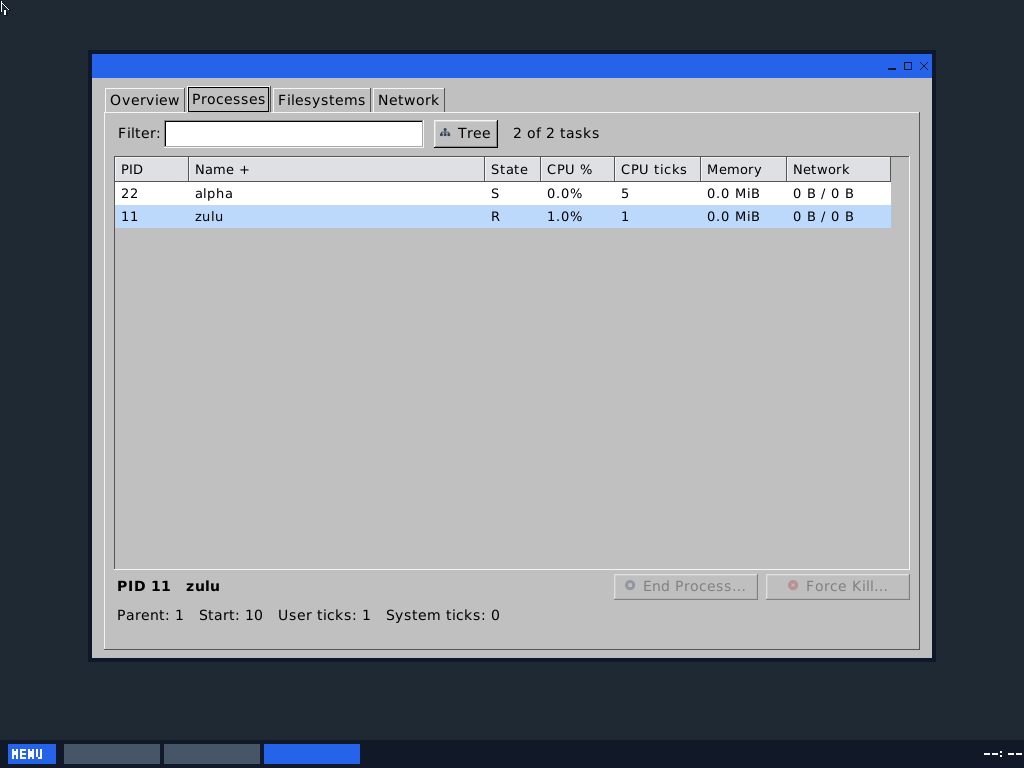 Overview Processes Filesystems Network
Filter: Tree 2 of 2 tasks
PID Name + State CPU % CPU ticks Memory Network
22 alpha S 0.0% 5 0.0 MiB 0 B / 0 B
11 zulu R 1.0% 1 0.0 MiB 0 B / 0 B
PID 11 zulu End Process... Force Kill...
Parent: 1 Start: 10 User ticks: 1 System ticks: 0
MENU --:--